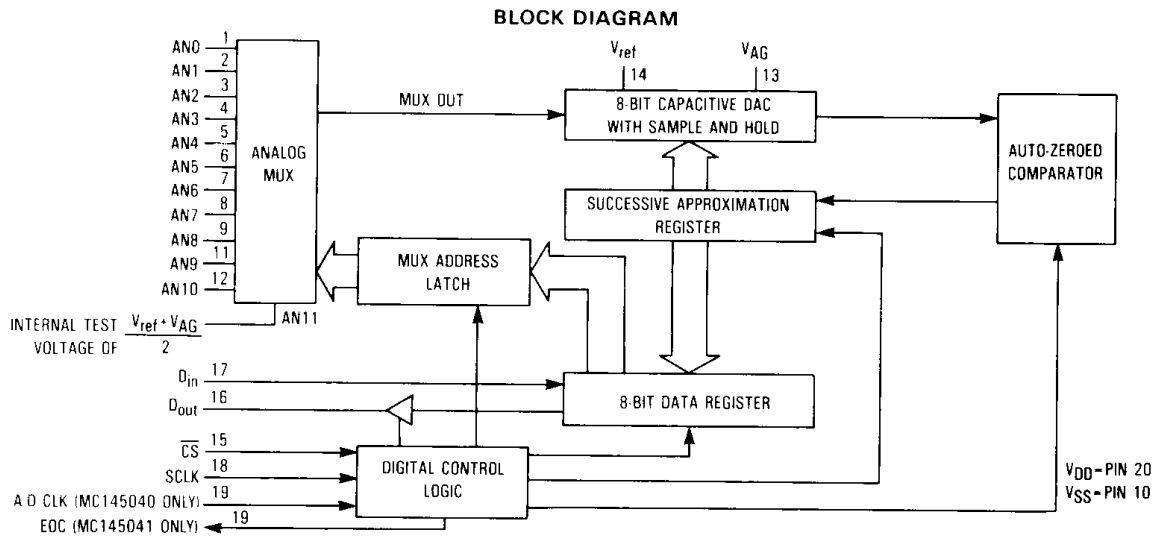 BLOCK DIAGRAM
AN0 1
AN1 2
AN2 3
AN3 4
AN4 5
AN5 6
AN6 7
AN7 8
AN8 9
AN9 11
AN10 12
ANALOG
MUX
MUX OUT
Vref
14
VAG
13
8-BIT CAPACITIVE DAC
WITH SAMPLE AND HOLD
AUTO-ZEROED
COMPARATOR
SUCCESSIVE APPROXIMATION
REGISTER
MUX ADDRESS
LATCH
AN11
INTERNAL TEST
VOLTAGE OF
Vref + VAG
2
Din 17
Dout 16
8-BIT DATA REGISTER
CS 15
SCLK 18
A D CLK (MC145040 ONLY) 19
EOC (MC145041 ONLY) 19
DIGITAL CONTROL
LOGIC
VDD = PIN 20
VSS = PIN 10